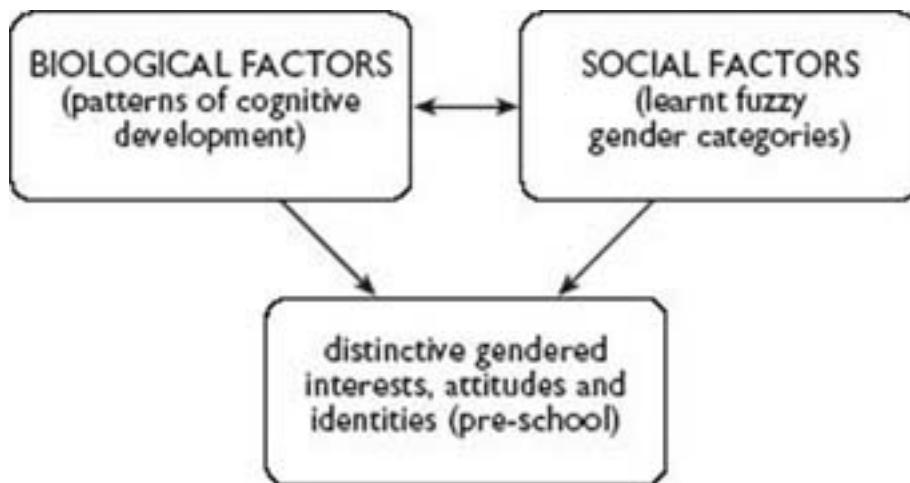 BIOLOGICAL FACTORS
(patterns of cognitive
development)
SOCIAL FACTORS
(learnt fuzzy
gender categories)
distinctive gendered
interests, attitudes and
identities (pre-school)